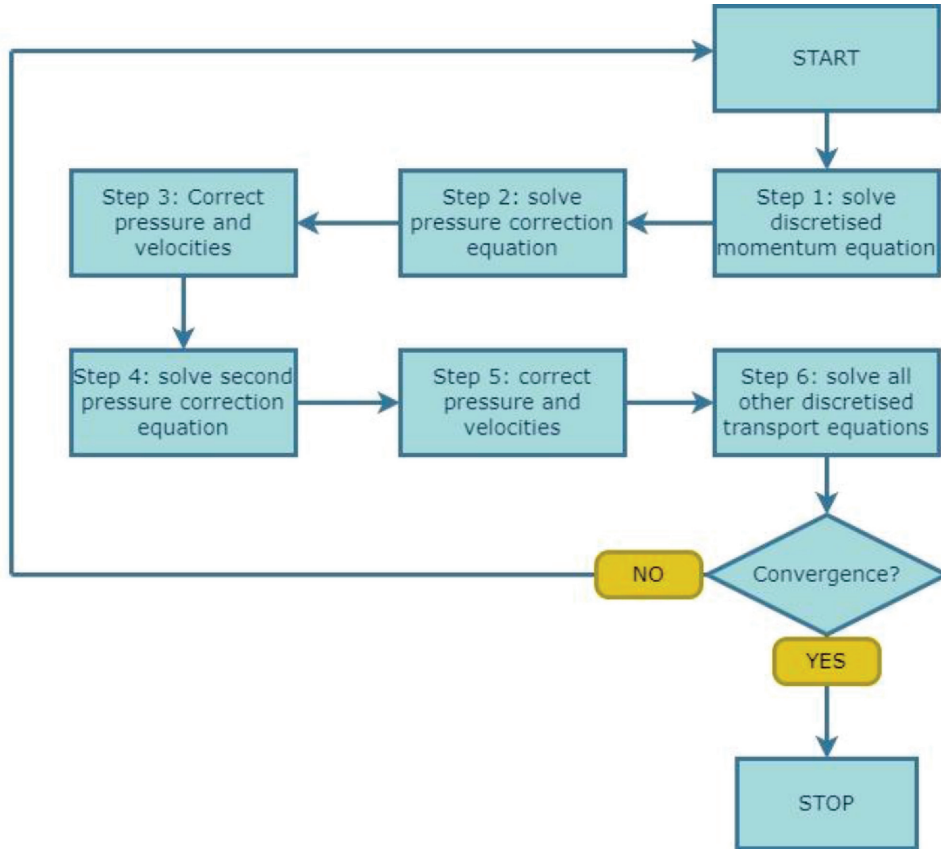 START
Step 1: solve
discretised
momentum equation
Step 2: solve
pressure correction
equation
Step 3: Correct
pressure and
velocities
Step 4: solve second
pressure correction
equation
Step 5: correct
pressure and
velocities
Step 6: solve all
other discretised
transport equations
Convergence?
NO
YES
STOP